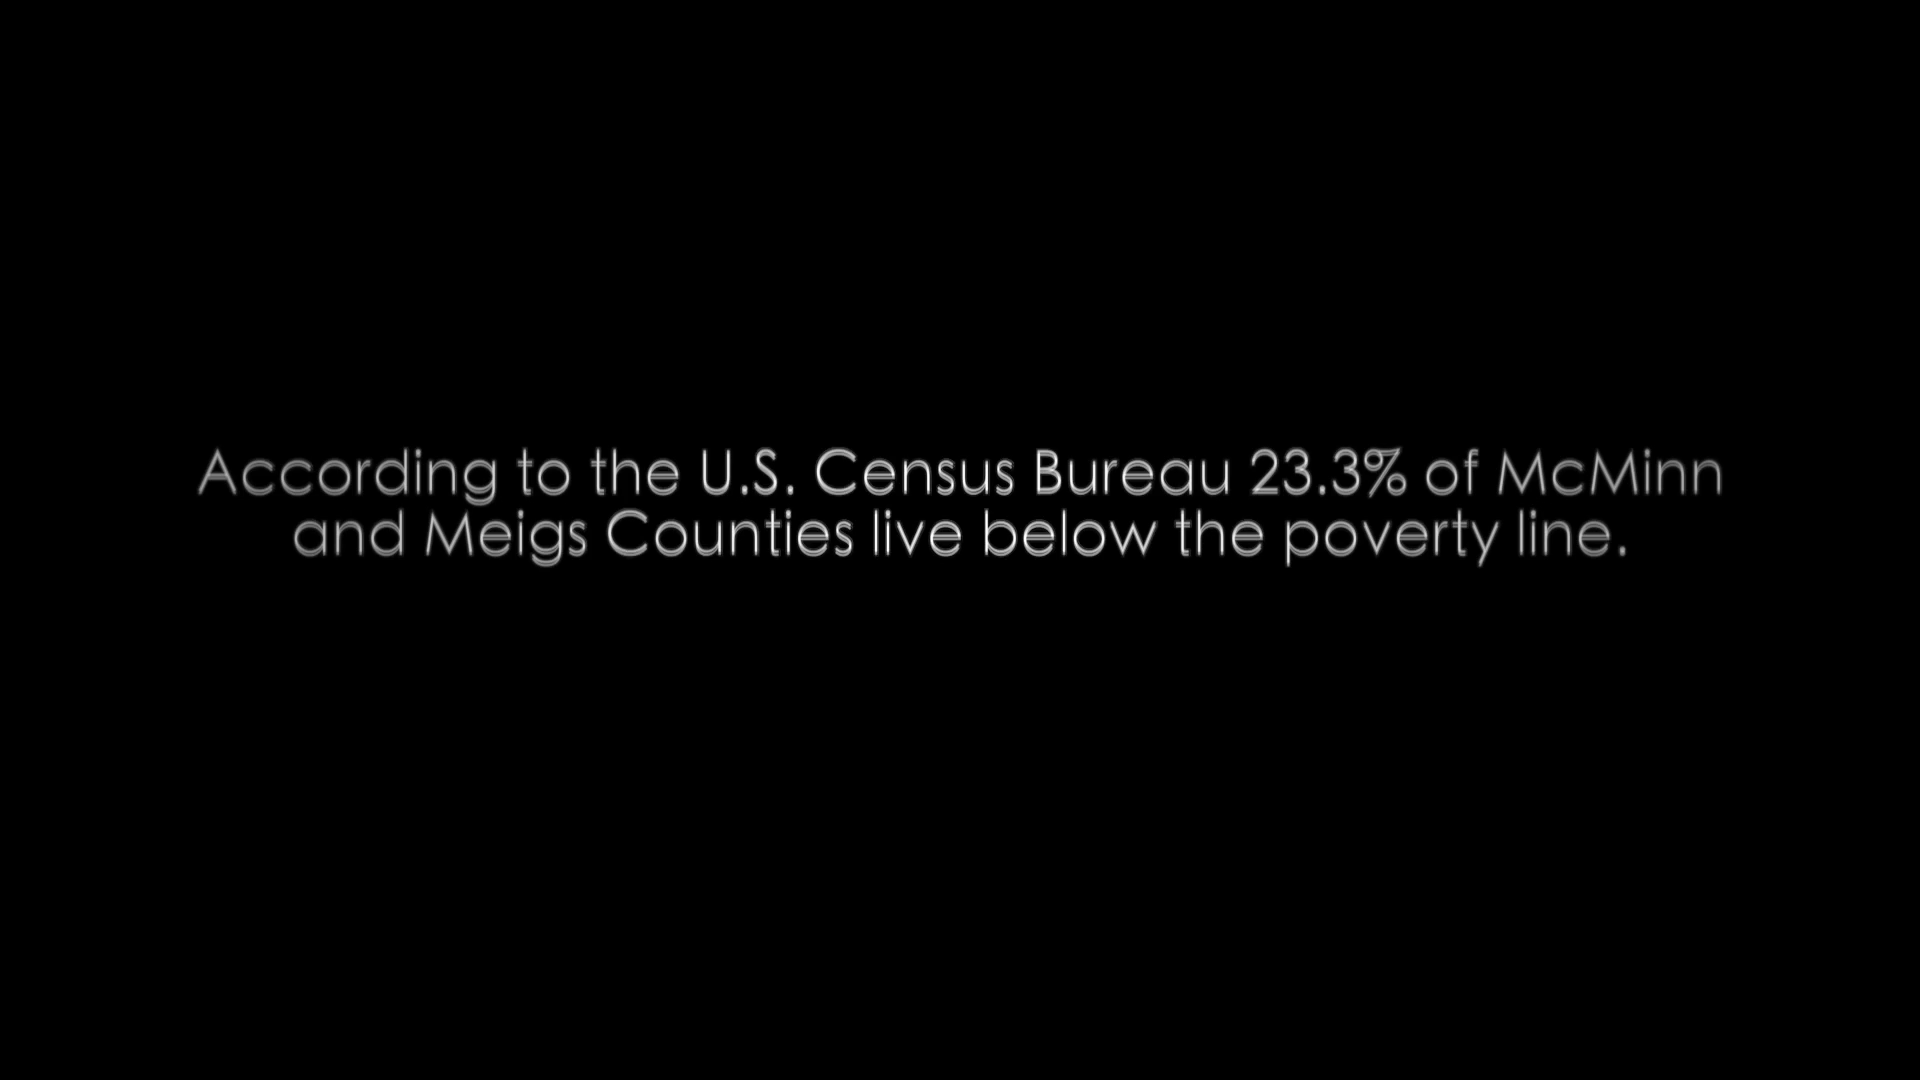 According to the U.S. Census Bureau 23.3% of McMinn
and Meigs Counties live below the poverty line.